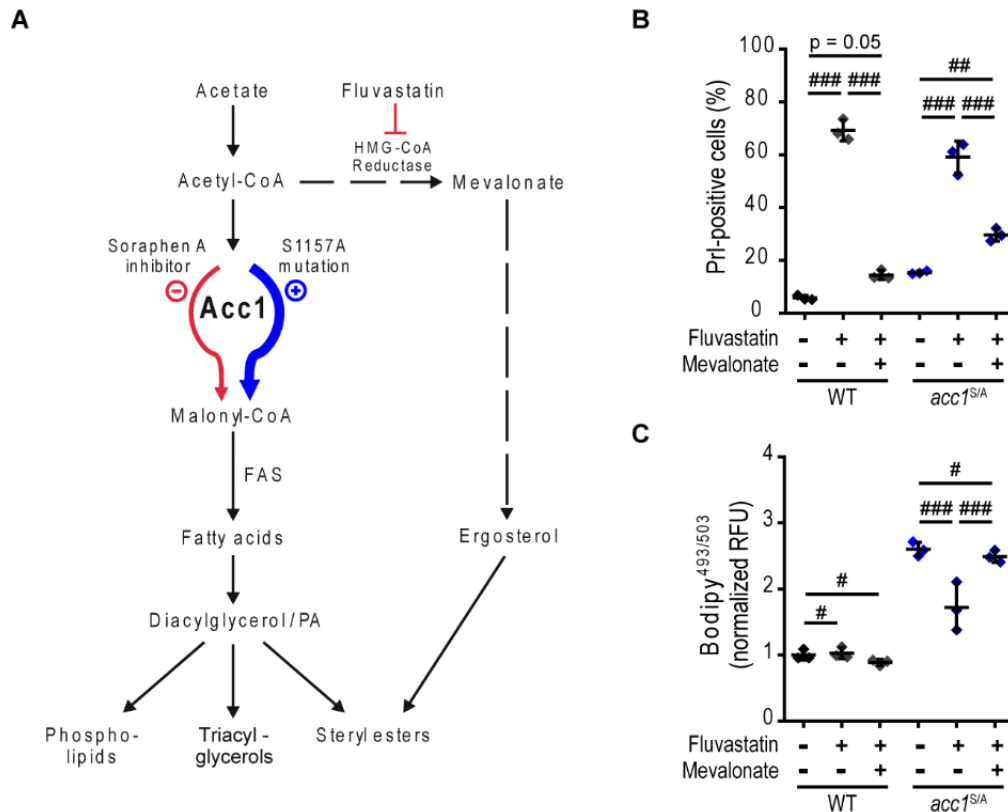 A
Acetate
Fluvastatin
HMG-CoA
Reductase
Acetyl-CoA
Mevalonate
Soraphen A
inhibitor
S1157A
mutation
−
+
Acc1
Malonyl-CoA
FAS
Fatty acids
Ergosterol
Diacylglycerol/PA
Phospho-
lipids
Triacyl-
glycerols
Steryl esters
B
PrI-positive cells (%)
100
80
60
40
20
0
p = 0.05
### ###
##
### ###
Fluvastatin - + + - + +
Mevalonate - - + - - +
WT acc1S/A
C
Bodipy493/503
(normalized RFU)
4
3
2
1
0
#
#
#
### ###
Fluvastatin - + + - + +
Mevalonate - - + - - +
WT acc1S/A